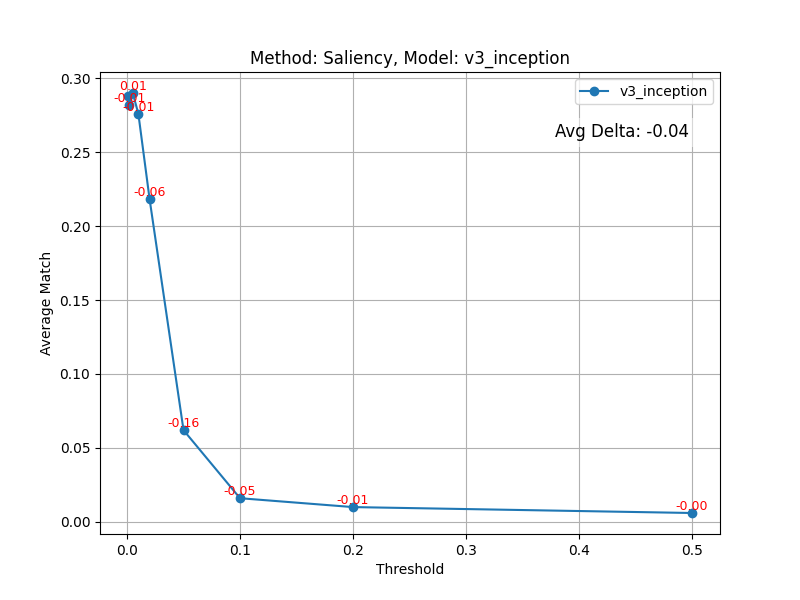 Method: Saliency, Model: v3_inception
v3_inception
Avg Delta: -0.04
0.01
-0.01
-0.01
-0.06
-0.16
-0.05
-0.01
-0.00
Average Match
0.30
0.25
0.20
0.15
0.10
0.05
0.00
0.0 0.1 0.2 0.3 0.4 0.5
Threshold